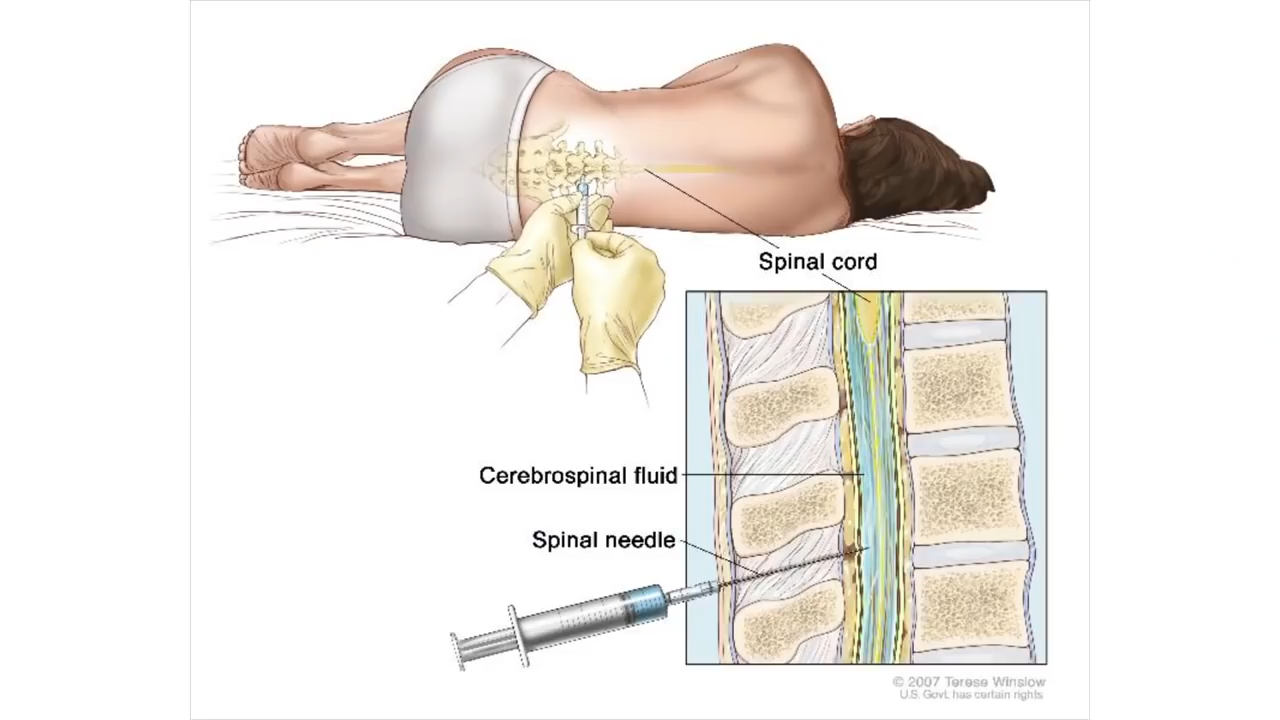 Spinal cord
Cerebrospinal fluid
Spinal needle
© 2007 Terese Winslow
U.S. Govt. has certain rights